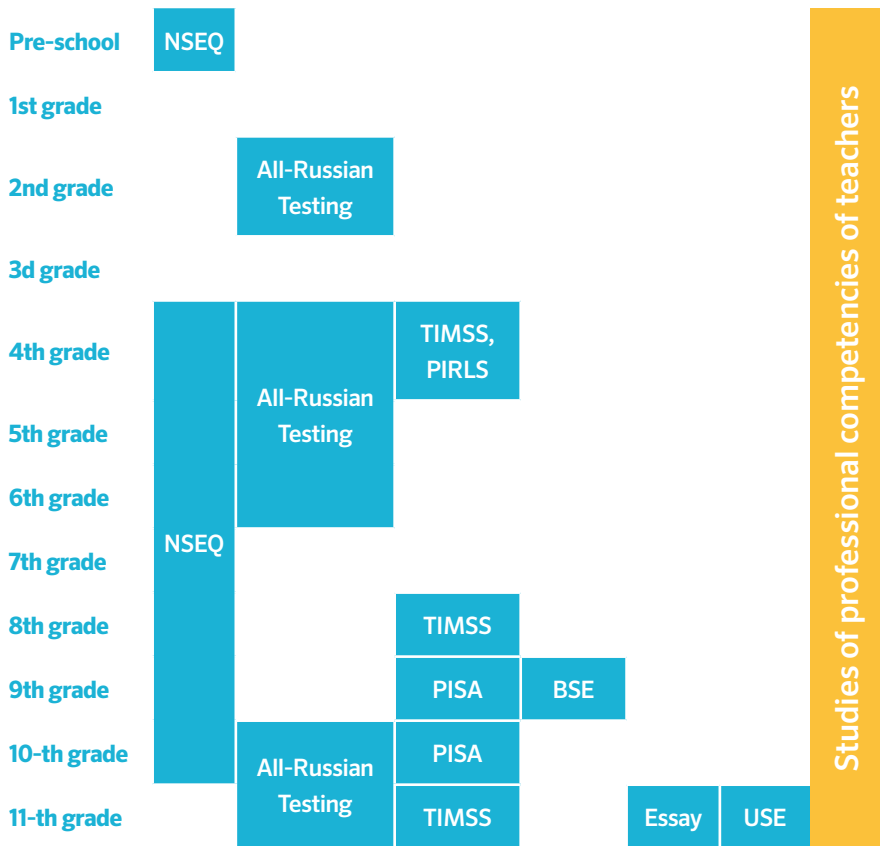 Pre-school
NSEQ
1st grade
2nd grade
All-Russian
Testing
3d grade
4th grade
TIMSS,
PIRLS
All-Russian
Testing
5th grade
6th grade
NSEQ
7th grade
8th grade
TIMSS
9th grade
PISA
BSE
10-th grade
PISA
All-Russian
Testing
11-th grade
TIMSS
Essay
USE
Studies of professional competencies of teachers